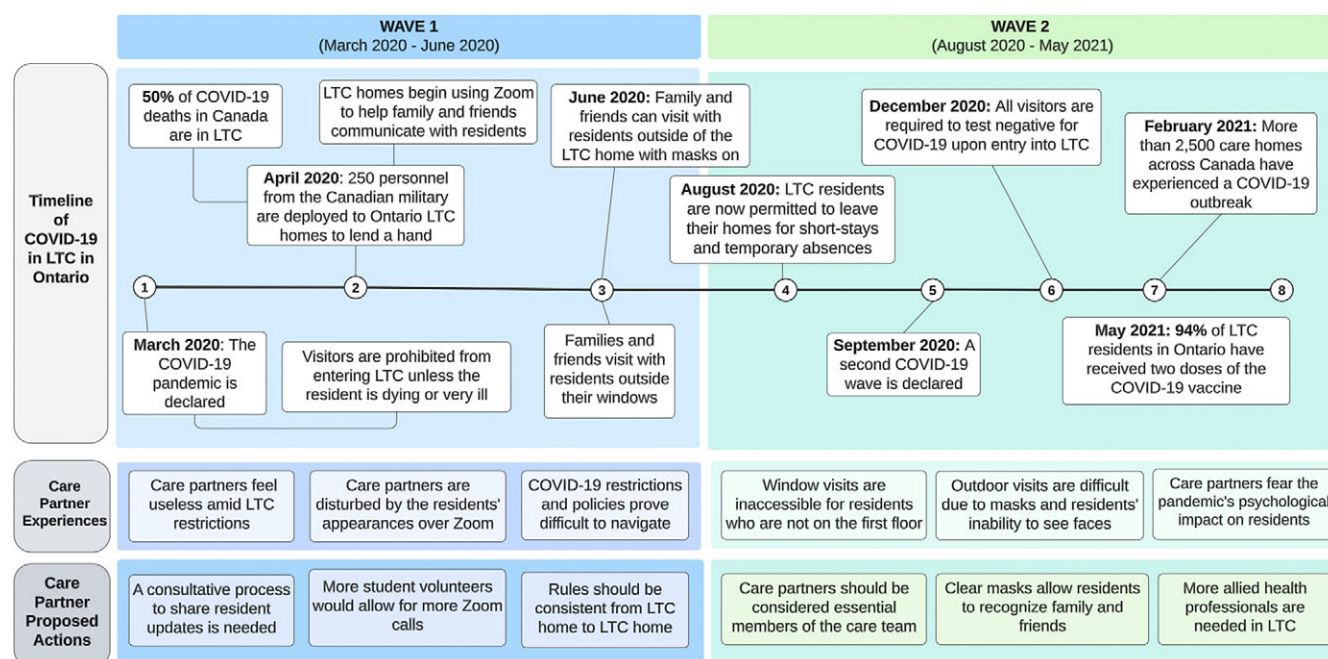 WAVE 1
(March 2020 - June 2020)
WAVE 2
(August 2020 - May 2021)
Timeline
of
COVID-19
in LTC in
Ontario
50% of COVID-19
deaths in Canada
are in LTC
LTC homes begin using Zoom
to help family and friends
communicate with residents
April 2020: 250 personnel
from the Canadian military
are deployed to Ontario LTC
homes to lend a hand
June 2020: Family and
friends can visit with
residents outside of the
LTC home with masks on
August 2020: LTC residents
are now permitted to leave
their homes for short-stays
and temporary absences
December 2020: All visitors are
required to test negative for
COVID-19 upon entry into LTC
February 2021: More
than 2,500 care homes
across Canada have
experienced a COVID-19
outbreak
1
2
3
4
5
6
7
8
March 2020: The
COVID-19
pandemic is
declared
Visitors are prohibited from
entering LTC unless the
resident is dying or very ill
Families and
friends visit with
residents outside
their windows
September 2020: A
second COVID-19
wave is declared
May 2021: 94% of LTC
residents in Ontario have
received two doses of the
COVID-19 vaccine
Care
Partner
Experiences
Care partners feel
useless amid LTC
restrictions
Care partners are
disturbed by the residents'
appearances over Zoom
COVID-19 restrictions
and policies prove
difficult to navigate
Window visits are
inaccessible for residents
who are not on the first floor
Outdoor visits are difficult
due to masks and residents'
inability to see faces
Care partners fear the
pandemic's psychological
impact on residents
Care
Partner
Proposed
Actions
A consultative process
to share resident
updates is needed
More student volunteers
would allow for more Zoom
calls
Rules should be
consistent from LTC
home to LTC home
Care partners should be
considered essential
members of the care team
Clear masks allow residents
to recognize family and
friends
More allied health
professionals are
needed in LTC